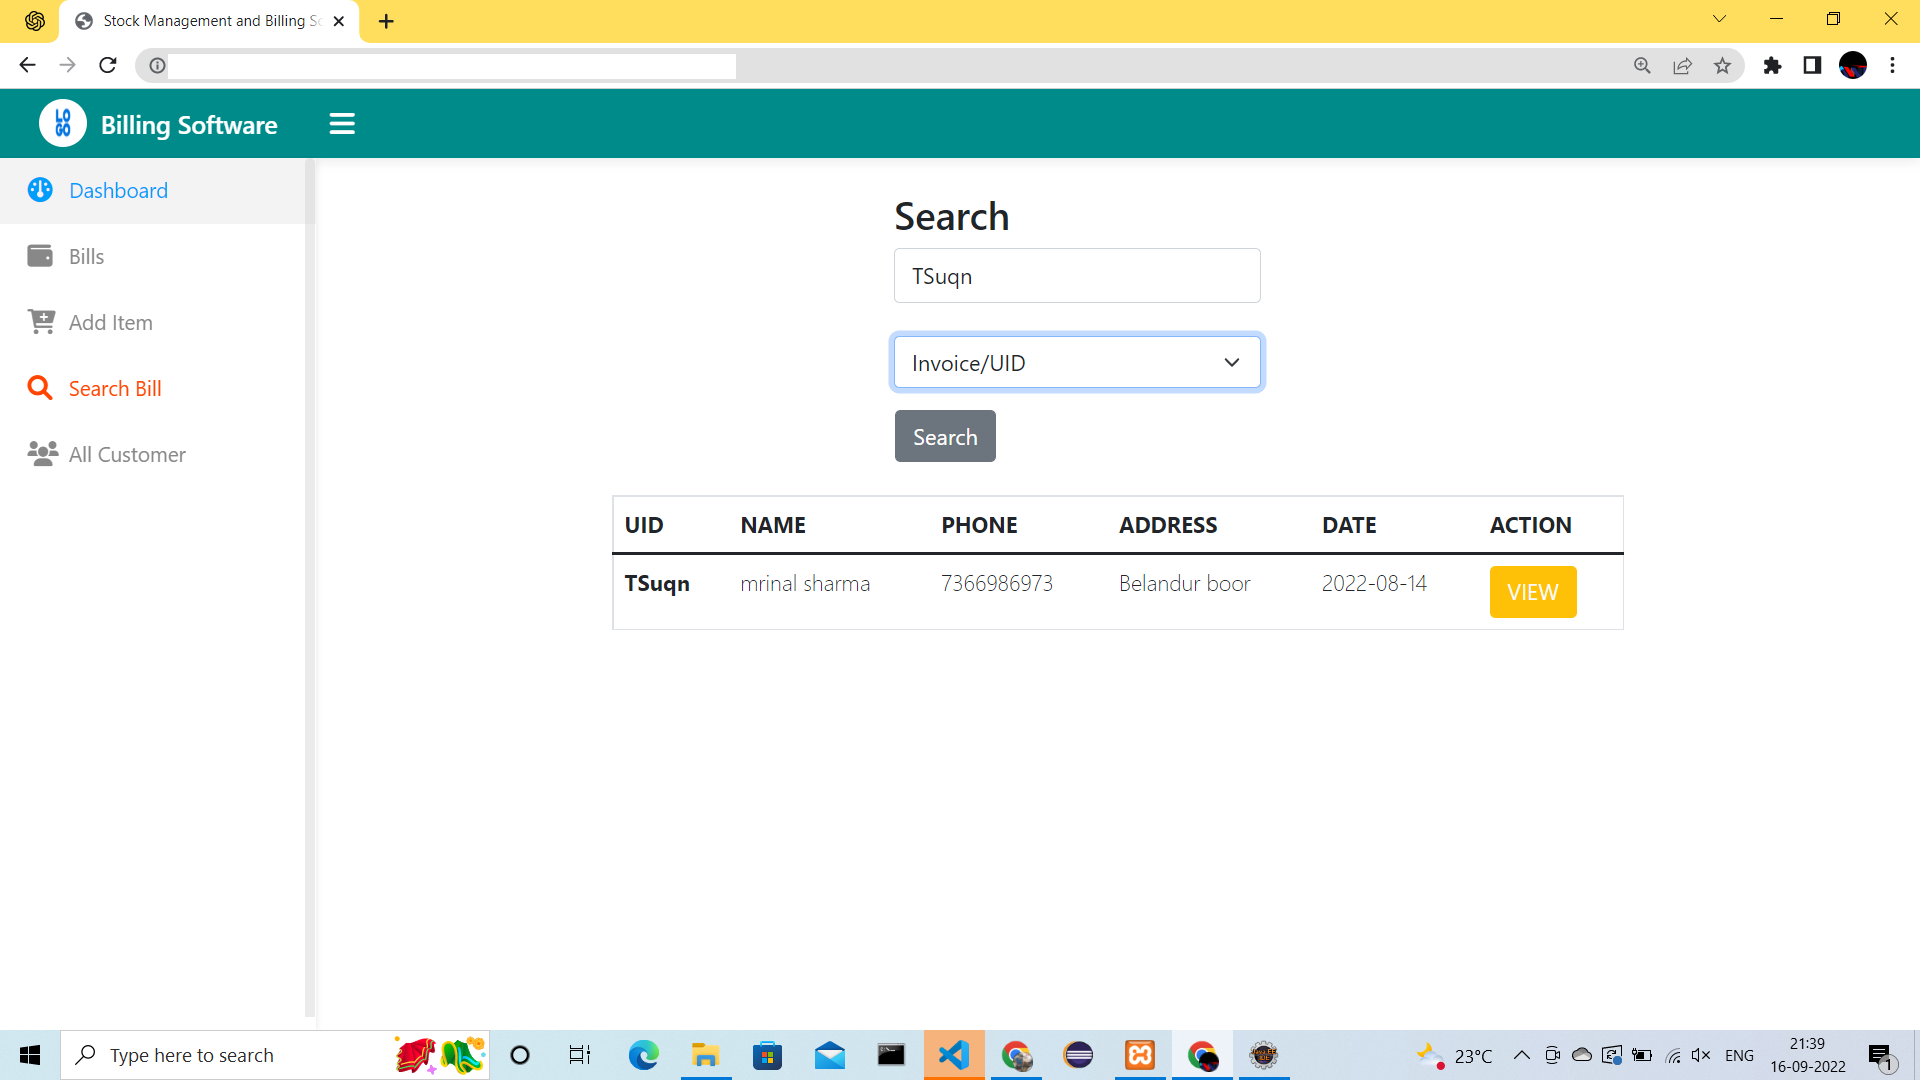 Stock Management and Billing So
LO
GO
Billing Software
Dashboard
Bills
Add Item
Search Bill
All Customer
Search
TSuqn
Invoice/UID
Search
UID NAME PHONE ADDRESS DATE ACTION
TSuqn mrinal sharma 7366986973 Belandur boor 2022-08-14 VIEW
Type here to search
23°C
ENG
21:39
16-09-2022
1